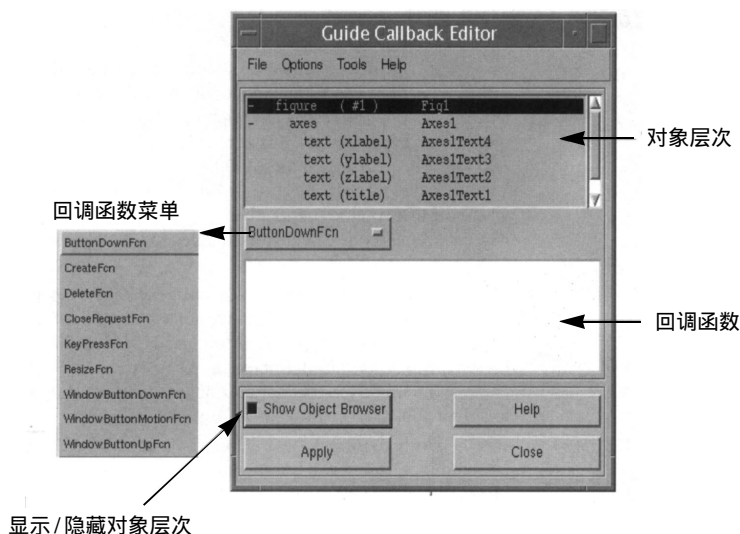 Guide Callback Editor
File Options Tools Help
- figure ( #1 ) Fig1
- axes Axes1
text (xlabel) Axes1Text4
text (ylabel) Axes1Text3
text (zlabel) Axes1Text2
text (title) Axes1Text1
对象层次
回调函数菜单
ButtonDownFcn
ButtonDownFcn
CreateFcn
DeleteFcn
CloseRequestFcn
KeyPressFcn
ResizeFcn
WindowButtonDownFcn
WindowButtonMotionFcn
WindowButtonUpFcn
回调函数
Show Object Browser Help
Apply Close
显示/隐藏对象层次